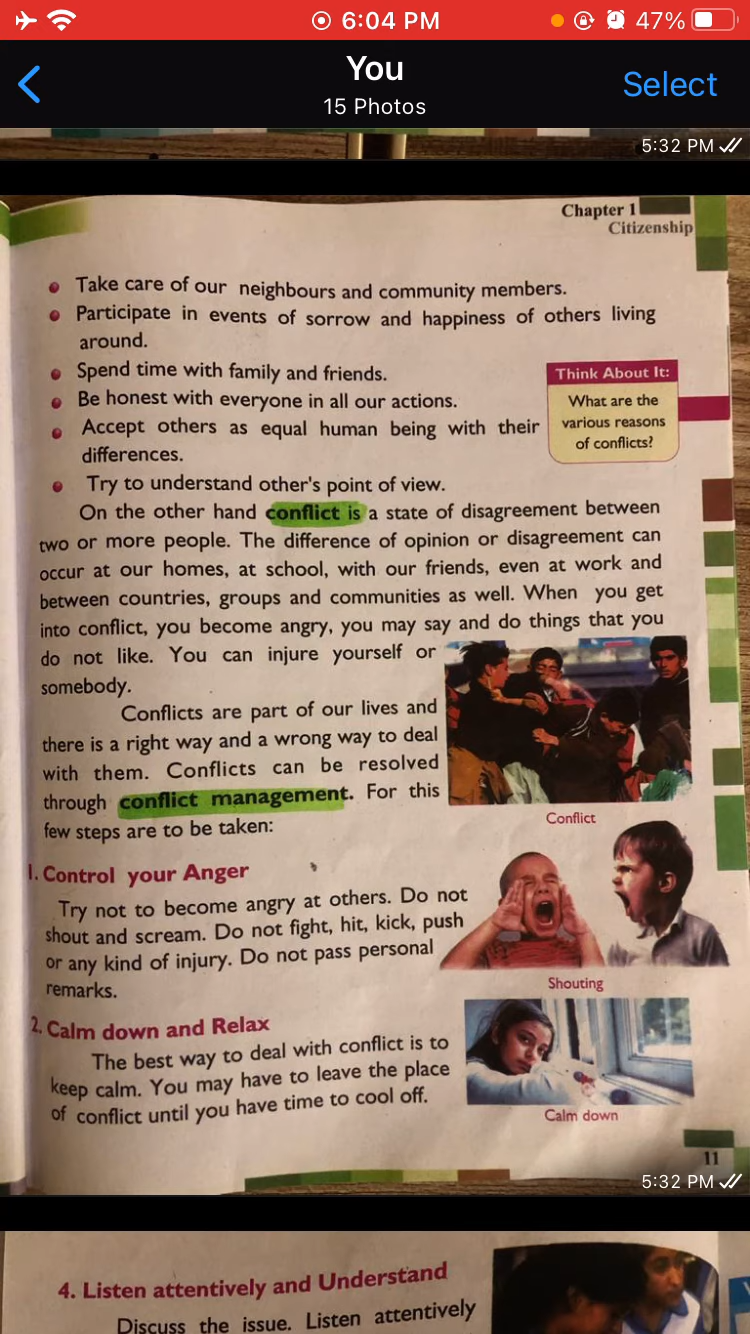 6:04 PM
47%
You
15 Photos
Select
5:32 PM
Chapter 1
Citizenship
Take care of our neighbours and community members.
Participate in events of sorrow and happiness of others living
around.
Spend time with family and friends.
Be honest with everyone in all our actions.
Accept others as equal human being with their
differences.
Try to understand other's point of view.
Think About It:
What are the
various reasons
of conflicts?
On the other hand conflict is a state of disagreement between
two or more people. The difference of opinion or disagreement can
occur at our homes, at school, with our friends, even at work and
between countries, groups and communities as well. When you get
into conflict, you become angry, you may say and do things that you
do not like. You can injure yourself or
somebody.
Conflicts are part of our lives and
there is a right way and a wrong way to deal
with them. Conflicts can be resolved
through conflict management. For this
few steps are to be taken:
Conflict
1. Control your Anger
Try not to become angry at others. Do not
shout and scream. Do not fight, hit, kick, push
or any kind of injury. Do not pass personal
remarks.
Shouting
2. Calm down and Relax
The best way to deal with conflict is to
keep calm. You may have to leave the place
of conflict until you have time to cool off.
Calm down
11
5:32 PM
4. Listen attentively and Understand
Discuss the issue. Listen attentively